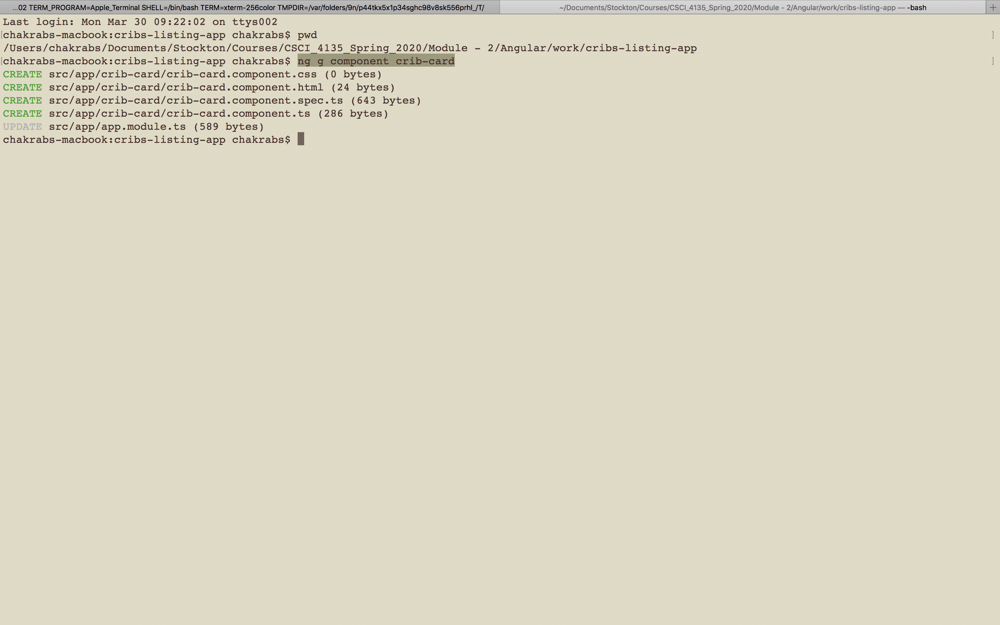 ...02 TERM_PROGRAM=Apple_Terminal SHELL=/bin/bash TERM=xterm-256color TMPDIR=/var/folders/9n/p44tkx5x1p34sghc98v8sk556prhl_/T/
~/Documents/Stockton/Courses/CSCI_4135_Spring_2020/Module - 2/Angular/work/cribs-listing-app — -bash
Last login: Mon Mar 30 09:22:02 on ttys002
[chakrabs-macbook:cribs-listing-app chakrabs$ pwd ]
/Users/chakrabs/Documents/Stockton/Courses/CSCI_4135_Spring_2020/Module - 2/Angular/work/cribs-listing-app
[chakrabs-macbook:cribs-listing-app chakrabs$ ng g component crib-card ]
CREATE src/app/crib-card/crib-card.component.css (0 bytes)
CREATE src/app/crib-card/crib-card.component.html (24 bytes)
CREATE src/app/crib-card/crib-card.component.spec.ts (643 bytes)
CREATE src/app/crib-card/crib-card.component.ts (286 bytes)
UPDATE src/app/app.module.ts (589 bytes)
chakrabs-macbook:cribs-listing-app chakrabs$